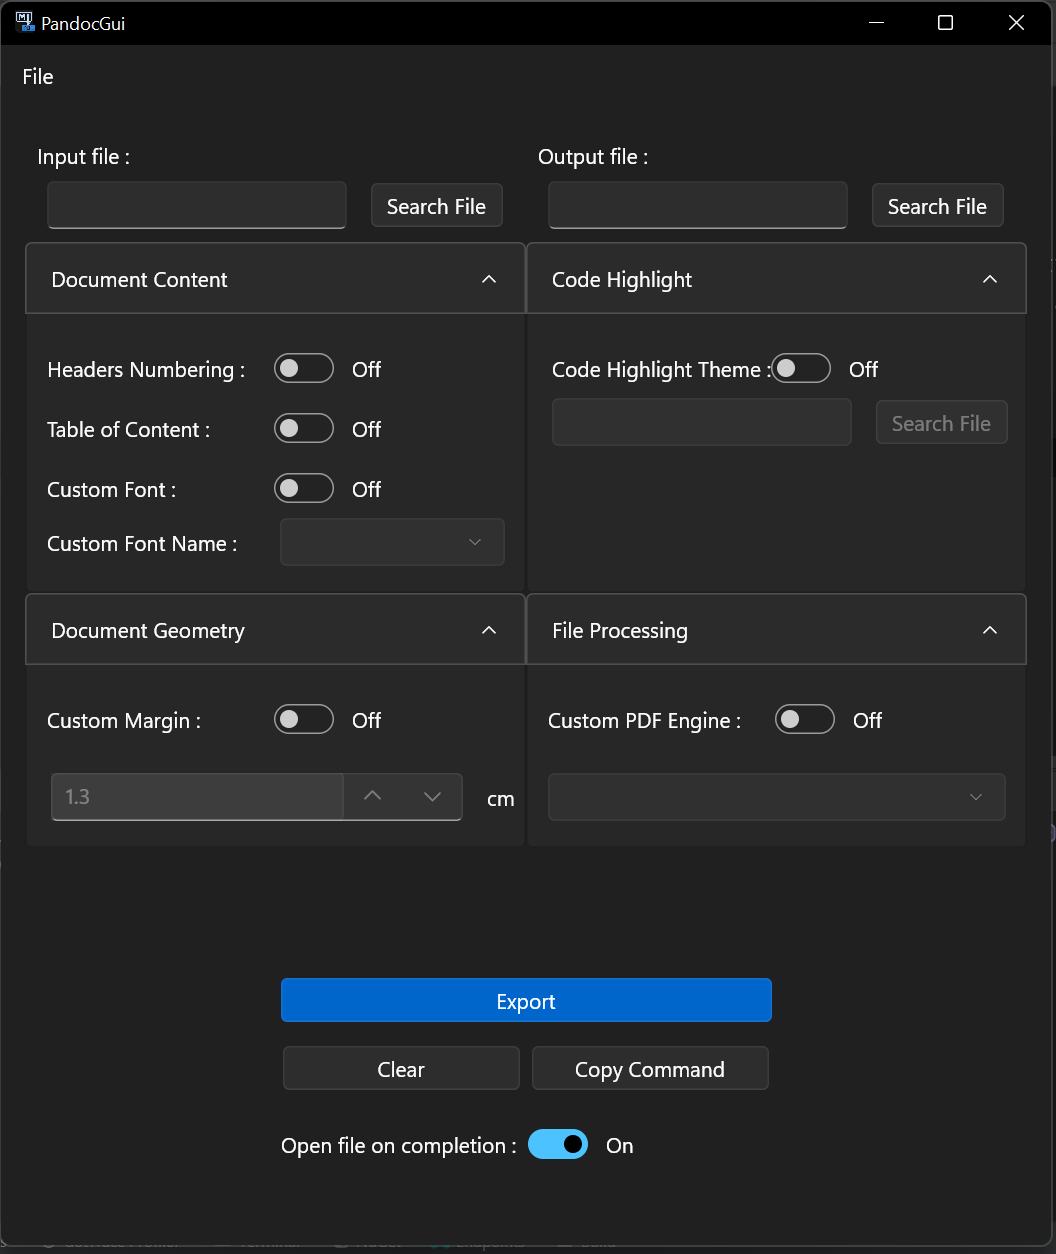 PandocGui
File
Input file :
Output file :
Search File
Search File
Document Content
Code Highlight
Headers Numbering :
Off
Code Highlight Theme :
Off
Table of Content :
Off
Search File
Custom Font :
Off
Custom Font Name :
Document Geometry
File Processing
Custom Margin :
Off
Custom PDF Engine :
Off
1.3
cm
Export
Clear
Copy Command
Open file on completion :
On